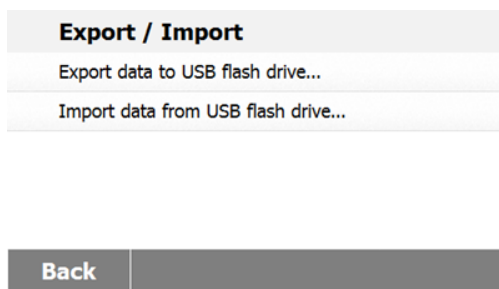 Export / Import
Export data to USB flash drive...
Import data from USB flash drive...
Back